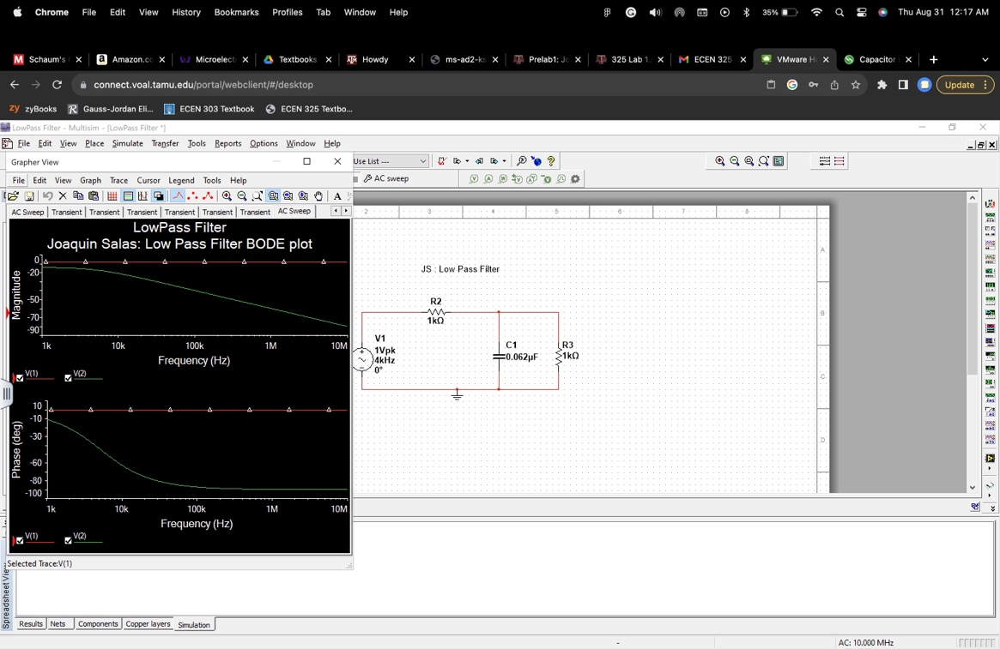 Chrome File Edit View History Bookmarks Profiles Tab Window Help 35% Thu Aug 31 12:17 AM
Schaum's Amazon.co Microelect Textbooks Howdy ms-ad2-ks Prelab1: Jo 325 Lab 1. ECEN 325 VMware H Capacitor
connect.voal.tamu.edu/portal/webclient/#/desktop Update
zyBooks Gauss-Jordan Eli... ECEN 303 Textbook ECEN 325 Textbo...
LowPass Filter - Multisim - [LowPass Filter *]
File Edit View Place Simulate Transfer Tools Reports Options Window Help
Grapher View
Use List ---
File Edit View Graph Trace Cursor Legend Tools Help
AC sweep
AC Sweep Transient Transient Transient Transient Transient Transient AC Sweep
2 3 4 5 6 7 8
LowPass Filter
Joaquin Salas: Low Pass Filter BODE plot
Magnitude
0
-20
-50
-70
-90
1k 10k 100k 1M 10M
Frequency (Hz)
V(1) V(2)
Phase (deg)
10
-10
-30
-60
-80
-100
1k 10k 100k 1M 10M
Frequency (Hz)
V(1) V(2)
Selected Trace:V(1)
JS : Low Pass Filter
R2
1kΩ
V1
1Vpk
4kHz
0°
C1
0.062µF
R3
1kΩ
A
B
C
D
Spreadsheet View
Results Nets Components Copper layers Simulation
- AC: 10.000 MHz